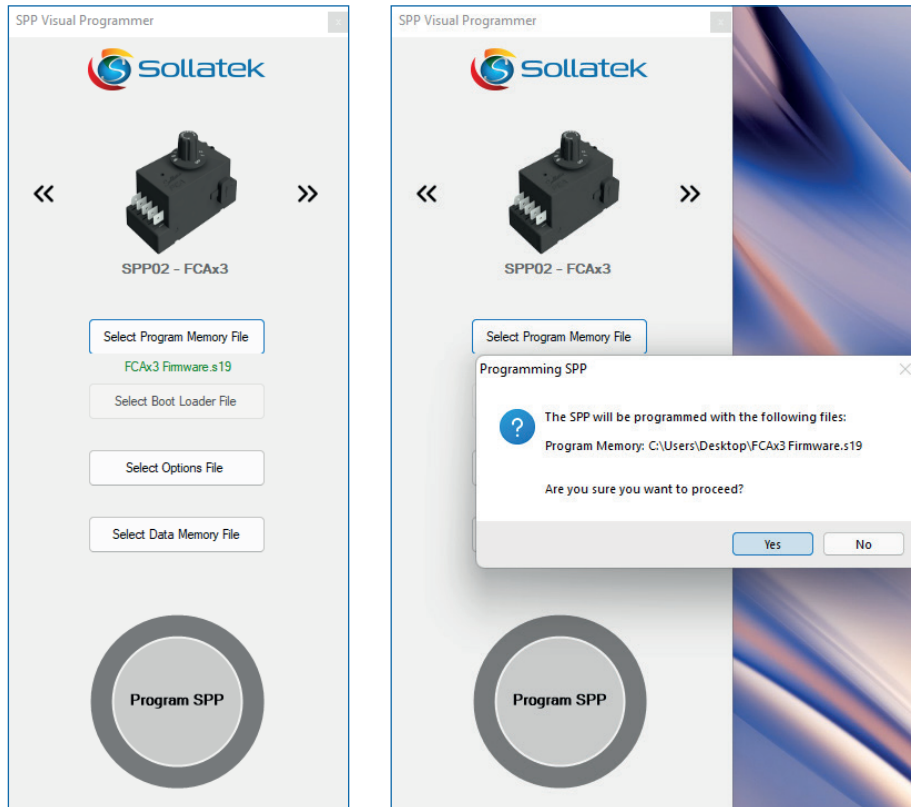 SPP Visual Programmer
Sollatek
SPP02 - FCAx3
Select Program Memory File
FCAx3 Firmware.s19
Select Boot Loader File
Select Options File
Select Data Memory File
Program SPP
SPP Visual Programmer
Sollatek
SPP02 - FCAx3
Select Program Memory File
Programming SPP
The SPP will be programmed with the following files:
Program Memory: C:\Users\Desktop\FCAx3 Firmware.s19
Are you sure you want to proceed?
Yes
No
Program SPP